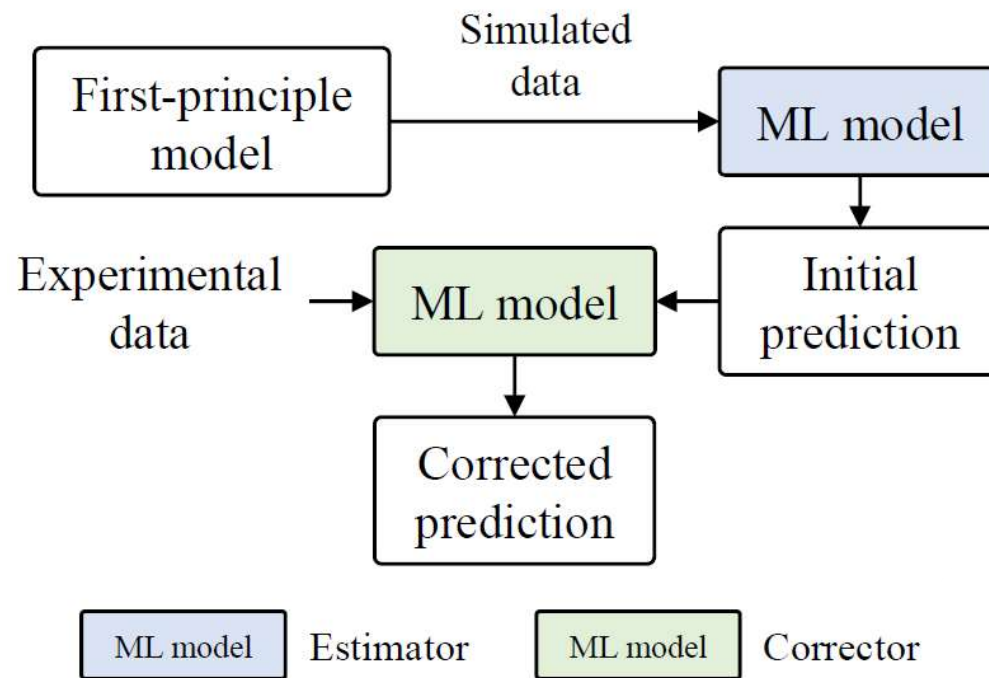 Simulated
data
First-principle
model
ML model
Experimental
data
ML model
Initial
prediction
Corrected
prediction
ML model Estimator
ML model Corrector